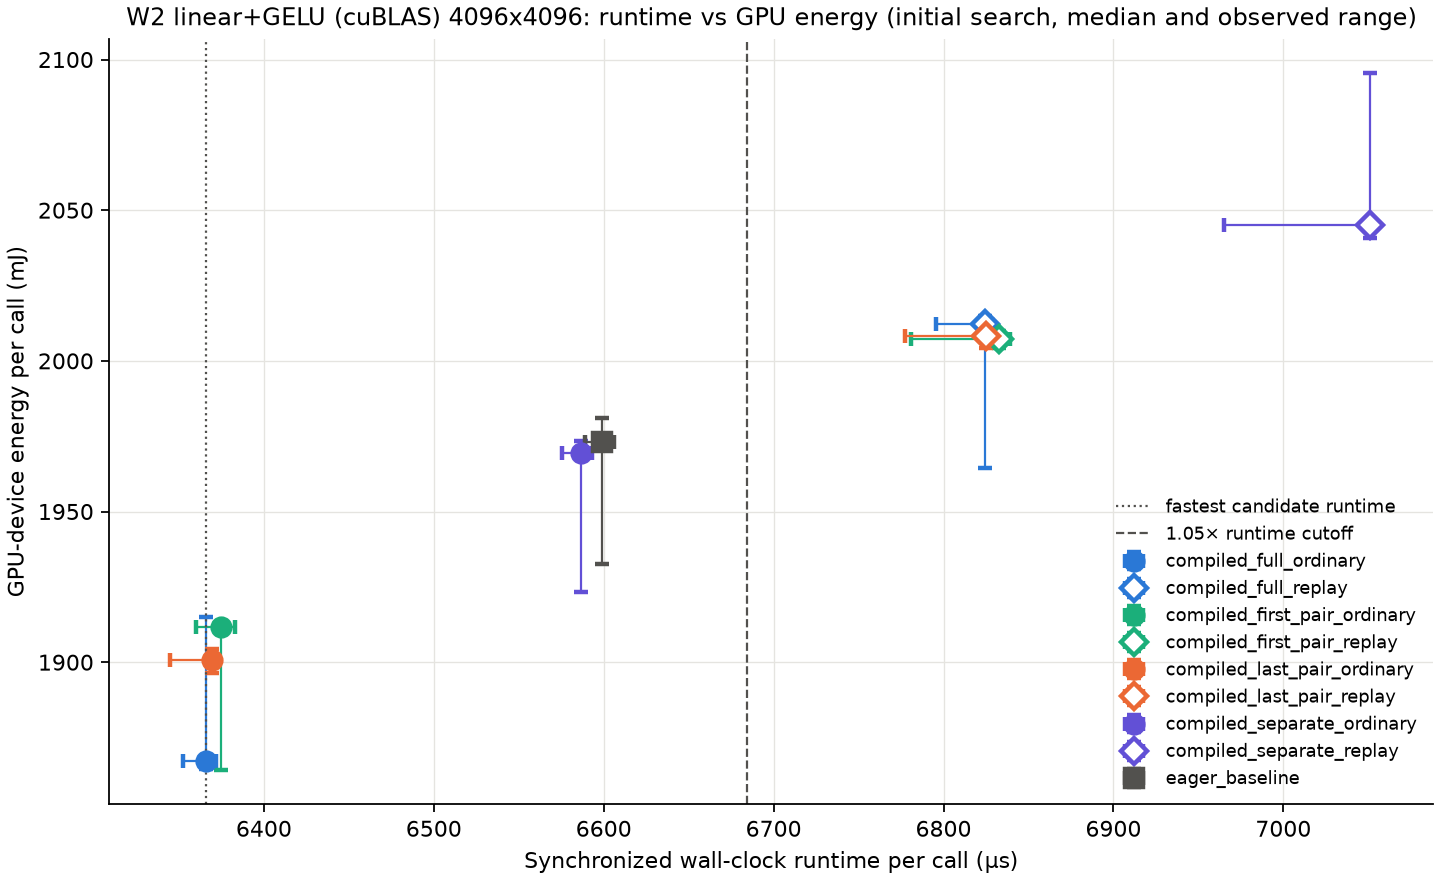 W2 linear+GELU (cuBLAS) 4096x4096: runtime vs GPU energy (initial search, median and observed range)
GPU-device energy per call (mJ)
2100
2050
2000
1950
1900
fastest candidate runtime
1.05× runtime cutoff
compiled_full_ordinary
compiled_full_replay
compiled_first_pair_ordinary
compiled_first_pair_replay
compiled_last_pair_ordinary
compiled_last_pair_replay
compiled_separate_ordinary
compiled_separate_replay
eager_baseline
6400 6500 6600 6700 6800 6900 7000
Synchronized wall-clock runtime per call (µs)